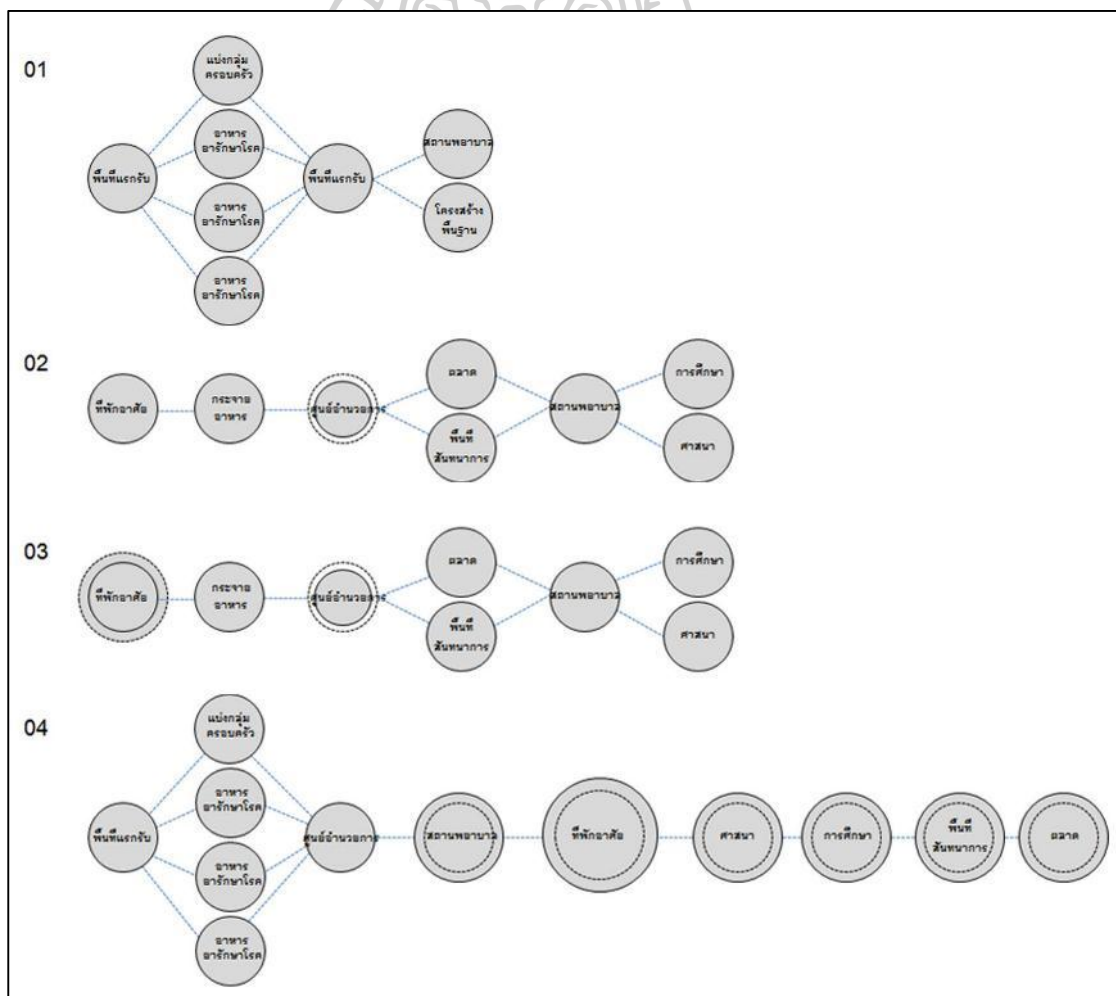 01
แบ่งกลุ่ม
ครอบครัว
อาหาร
ยารักษาโรค
พื้นที่แรกรับ
พื้นที่แรกรับ
สถานพยาบาล
อาหาร
ยารักษาโรค
โครงสร้าง
พื้นฐาน
อาหาร
ยารักษาโรค
02
ที่พักอาศัย
กระจาย
อาหาร
ศูนย์อำนวยการ
ตลาด
พื้นที่
สันทนาการ
สถานพยาบาล
การศึกษา
ศาสนา
03
ที่พักอาศัย
กระจาย
อาหาร
ศูนย์อำนวยการ
ตลาด
พื้นที่
สันทนาการ
สถานพยาบาล
การศึกษา
ศาสนา
04
แบ่งกลุ่ม
ครอบครัว
อาหาร
ยารักษาโรค
พื้นที่แรกรับ
อาหาร
ยารักษาโรค
อาหาร
ยารักษาโรค
ศูนย์อำนวยการ
สถานพยาบาล
ที่พักอาศัย
ศาสนา
การศึกษา
พื้นที่
สันทนาการ
ตลาด